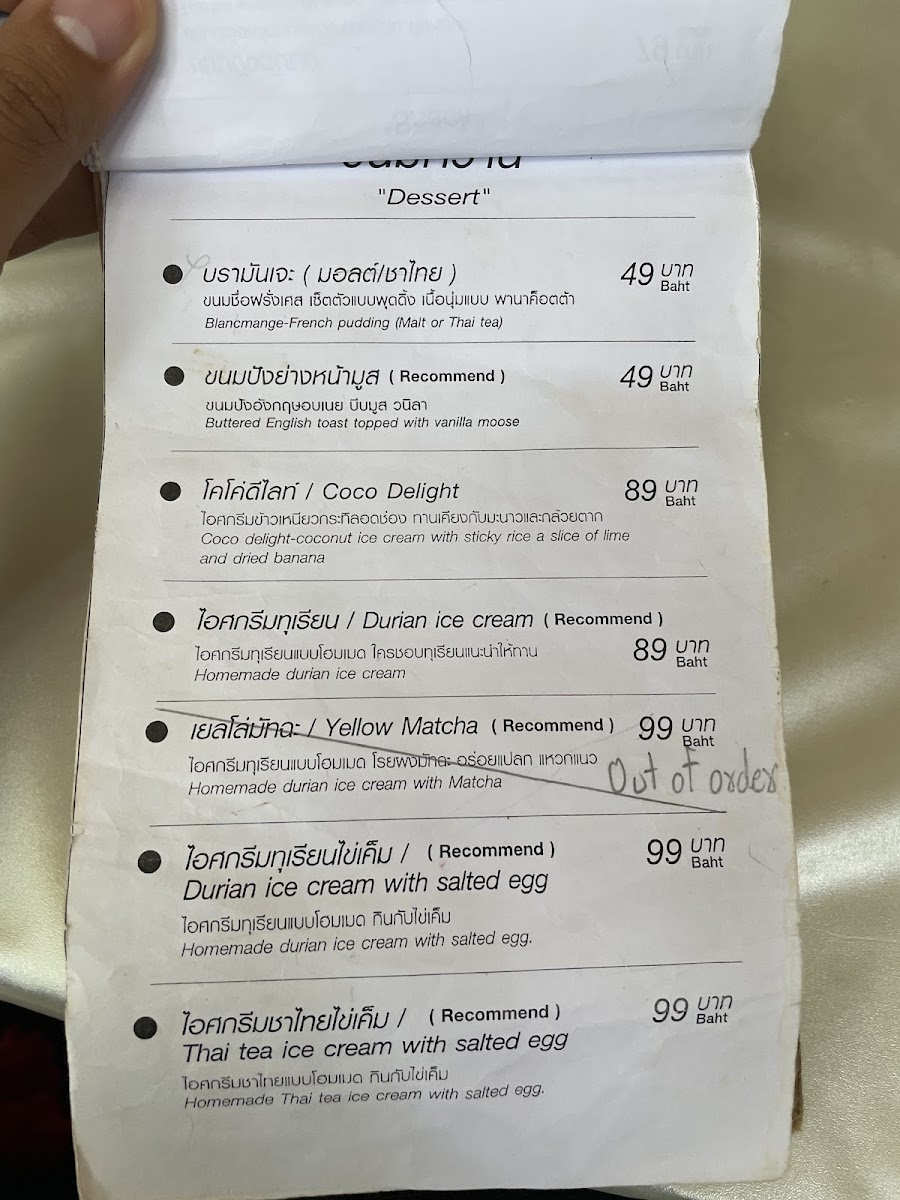 "Dessert"
บรามันเจะ ( มอลต์/ชาไทย ) 49 บาท Baht
ขนมชื่อฝรั่งเศส เซ็ตตัวแบบพุดดิ้ง เนื้อนุ่มแบบ พานาค็อตต้า
Blancmange-French pudding (Malt or Thai tea)
ขนมปังย่างหน้ามูส ( Recommend ) 49 บาท Baht
ขนมปังอังกฤษอบเนย บีบมูส วนิลา
Buttered English toast topped with vanilla moose
โคโค่ดีไลท์ / Coco Delight 89 บาท Baht
ไอศกรีมข้าวเหนียวกะทิลอดช่อง ทานเคียงกับมะนาวและกล้วยตาก
Coco delight-coconut ice cream with sticky rice a slice of lime
and dried banana
ไอศกรีมทุเรียน / Durian ice cream ( Recommend )
89 บาท Baht
ไอศกรีมทุเรียนแบบโฮมเมด ใครชอบทุเรียนแนะนำให้ทาน
Homemade durian ice cream
เยลโล่มัทฉะ / Yellow Matcha ( Recommend ) 99 บาท Baht
ไอศกรีมทุเรียนแบบโฮมเมด โรยผงมัทฉะ อร่อยแปลก แหวกแนว
Homemade durian ice cream with Matcha
Out of order
ไอศกรีมทุเรียนไข่เค็ม / ( Recommend ) 99 บาท Baht
Durian ice cream with salted egg
ไอศกรีมทุเรียนแบบโฮมเมด กินกับไข่เค็ม
Homemade durian ice cream with salted egg.
ไอศกรีมชาไทยไข่เค็ม / ( Recommend ) 99 บาท Baht
Thai tea ice cream with salted egg
ไอศกรีมชาไทยแบบโฮมเมด กินกับไข่เค็ม
Homemade Thai tea ice cream with salted egg.